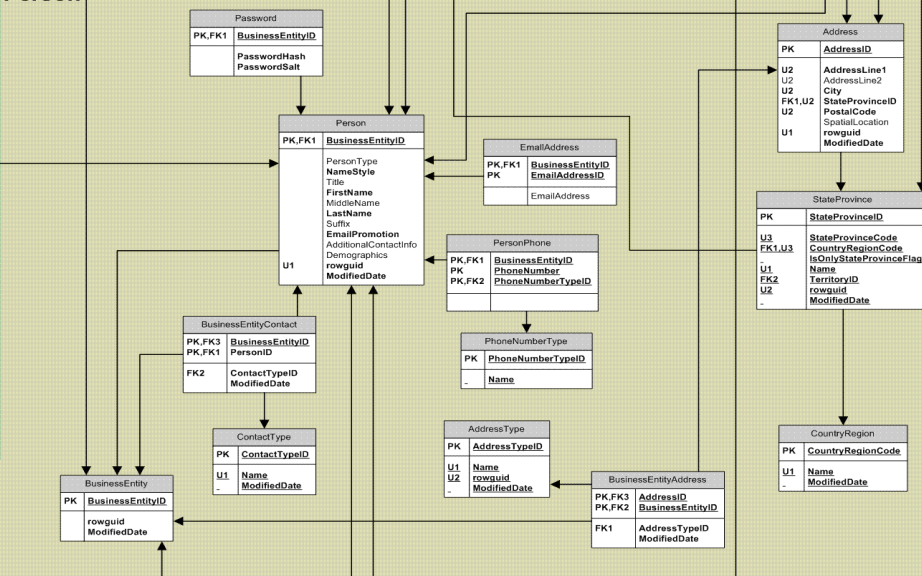 Person
Password
PK,FK1 BusinessEntityID
PasswordHash
PasswordSalt
Person
PK,FK1 BusinessEntityID
PersonType
NameStyle
Title
FirstName
MiddleName
LastName
Suffix
EmailPromotion
AdditionalContactInfo
Demographics
U1 rowguid
ModifiedDate
EmailAddress
PK,FK1 BusinessEntityID
PK EmailAddressID
EmailAddress
PersonPhone
PK,FK1 BusinessEntityID
PK PhoneNumber
PK,FK2 PhoneNumberTypeID
PhoneNumberType
PK PhoneNumberTypeID
_ Name
Address
PK AddressID
U2 AddressLine1
U2 AddressLine2
U2 City
FK1,U2 StateProvinceID
U2 PostalCode
SpatialLocation
U1 rowguid
ModifiedDate
StateProvince
PK StateProvinceID
U3 StateProvinceCode
FK1,U3 CountryRegionCode
_ IsOnlyStateProvinceFlag
U1 Name
FK2 TerritoryID
U2 rowguid
_ ModifiedDate
CountryRegion
PK CountryRegionCode
U1 Name
_ ModifiedDate
BusinessEntityContact
PK,FK3 BusinessEntityID
PK,FK1 PersonID
FK2 ContactTypeID
ModifiedDate
ContactType
PK ContactTypeID
U1 Name
_ ModifiedDate
AddressType
PK AddressTypeID
U1 Name
U2 rowguid
_ ModifiedDate
BusinessEntity
PK BusinessEntityID
rowguid
ModifiedDate
BusinessEntityAddress
PK,FK3 AddressID
PK,FK2 BusinessEntityID
FK1 AddressTypeID
ModifiedDate